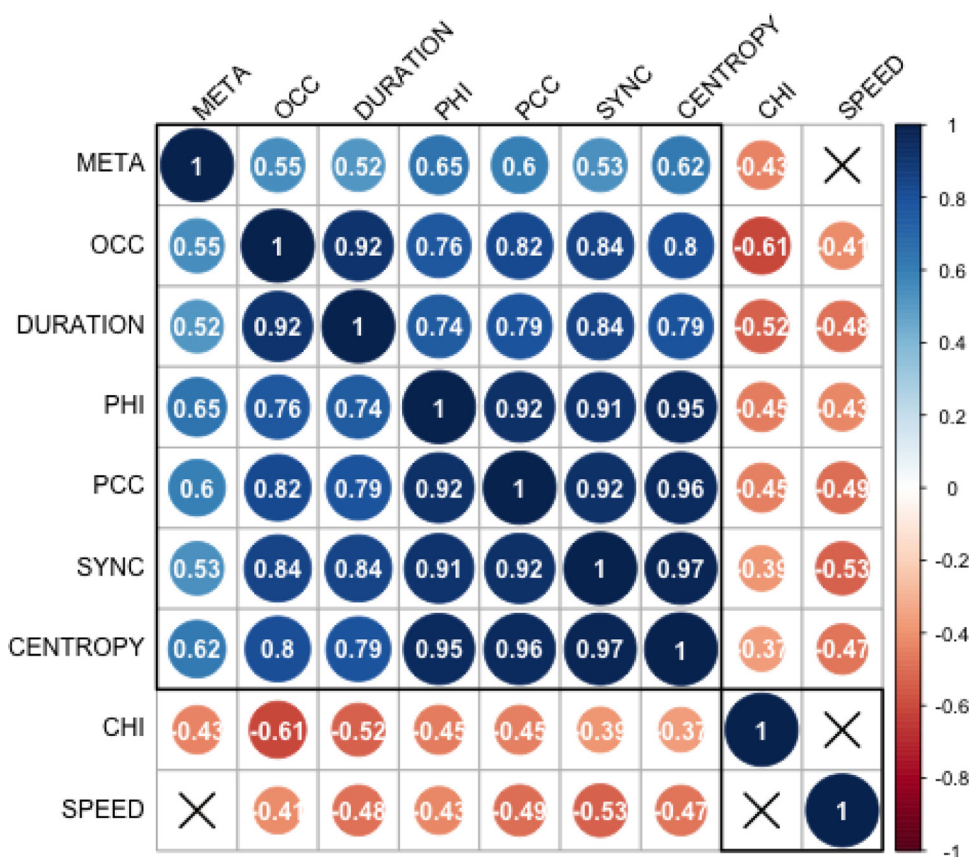 META OCC DURATION PHI PCC SYNC CENTROPY CHI SPEED
META 1 0.55 0.52 0.65 0.6 0.53 0.62 -0.43
OCC 0.55 1 0.92 0.76 0.82 0.84 0.8 -0.61 -0.41
DURATION 0.52 0.92 1 0.74 0.79 0.84 0.79 -0.52 -0.48
PHI 0.65 0.76 0.74 1 0.92 0.91 0.95 -0.45 -0.43
PCC 0.6 0.82 0.79 0.92 1 0.92 0.96 -0.45 -0.49
SYNC 0.53 0.84 0.84 0.91 0.92 1 0.97 -0.39 -0.53
CENTROPY 0.62 0.8 0.79 0.95 0.96 0.97 1 -0.37 -0.47
CHI -0.43 -0.61 -0.52 -0.45 -0.45 -0.39 -0.37 1
SPEED -0.41 -0.48 -0.43 -0.49 -0.53 -0.47 1
1
0.8
0.6
0.4
0.2
0
-0.2
-0.4
-0.6
-0.8
-1